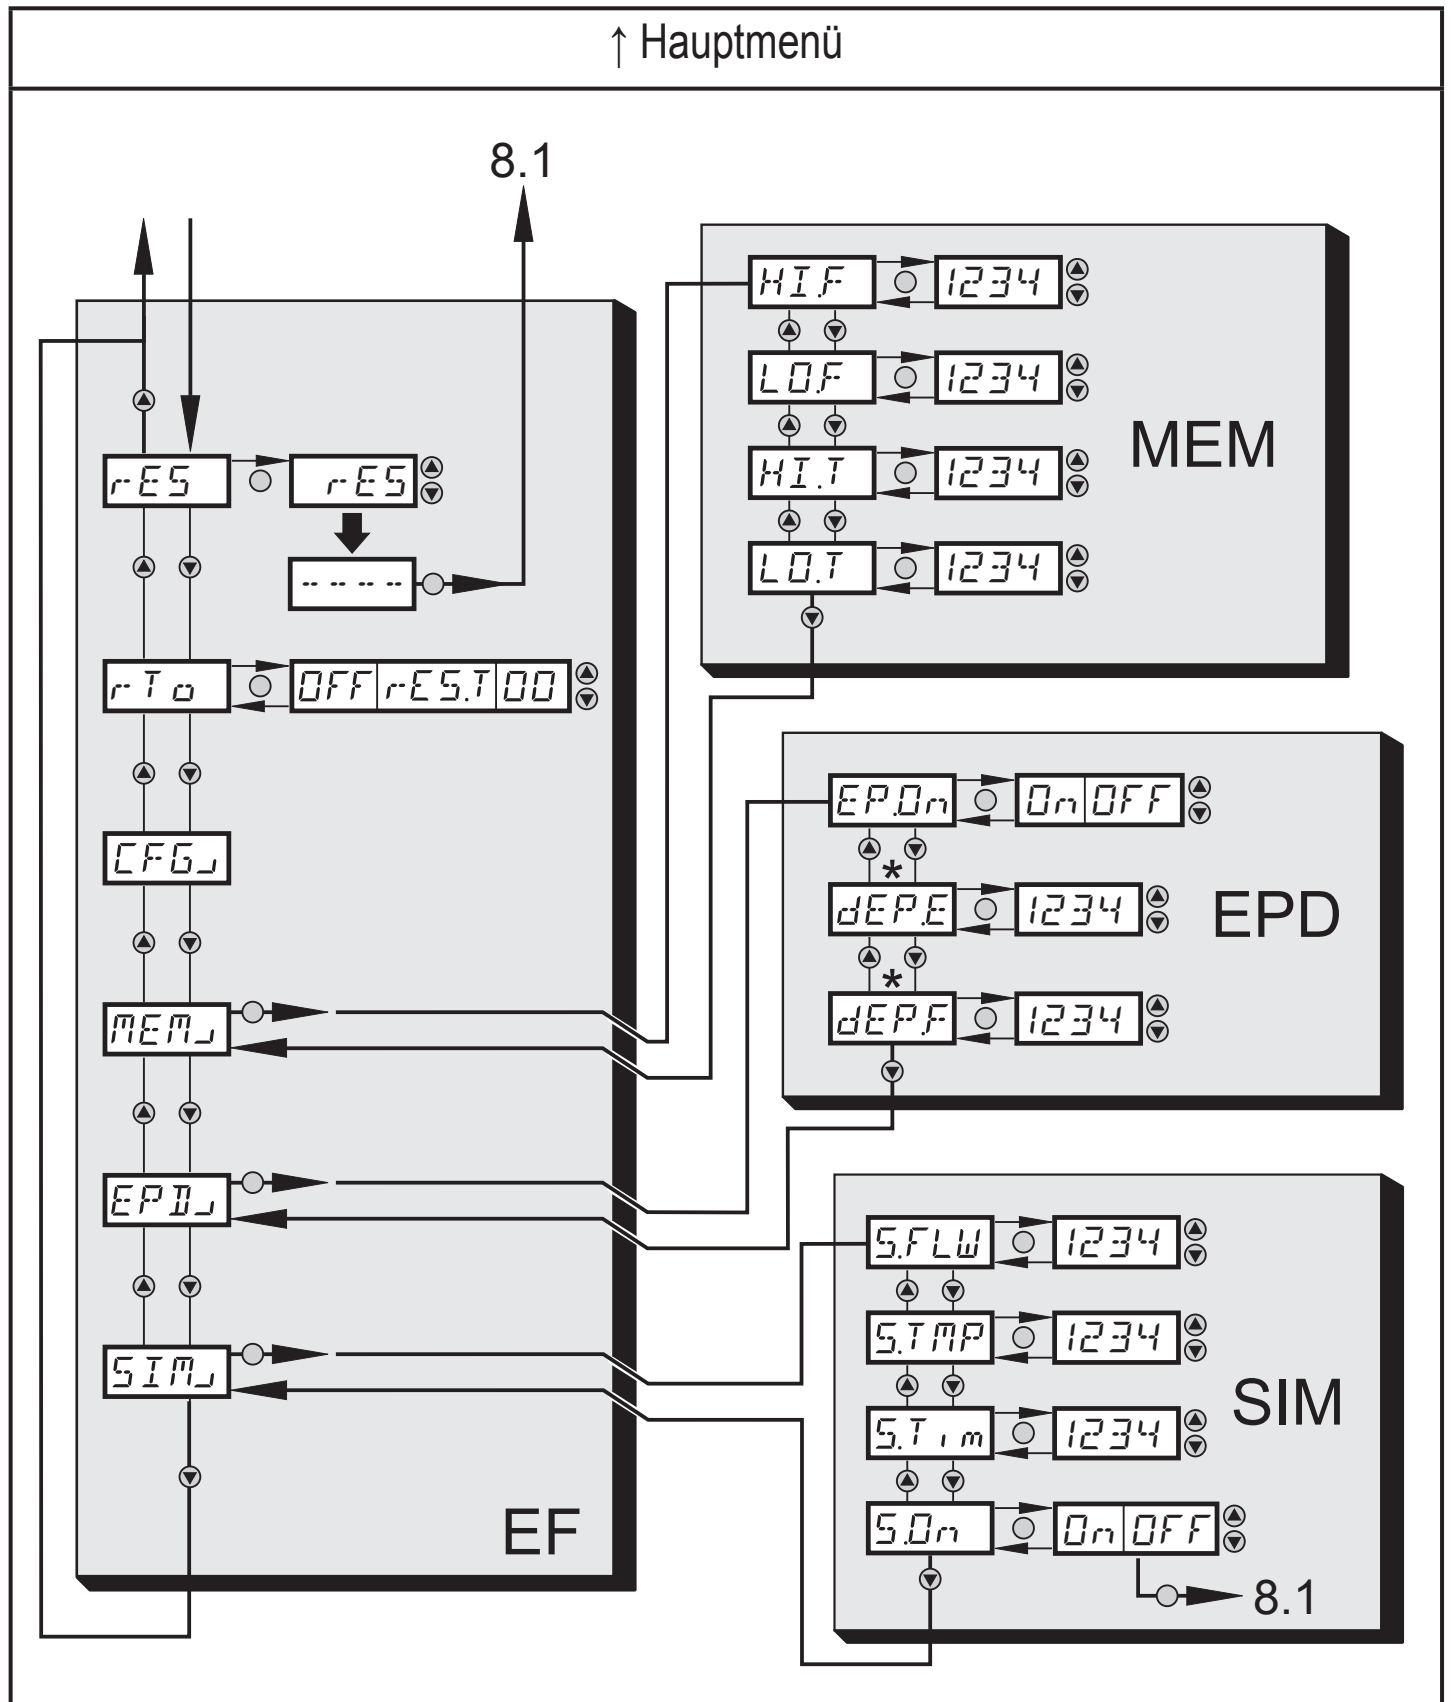 ↑ Hauptmenü
8.1
rES
rES
-- -- -- --
rTo
OFF rES.T 00
CFG┘
MEM┘
EPD┘
SIM┘
EF
HI.F 1234
LO.F 1234
HI.T 1234
LO.T 1234
MEM
EP.On On OFF
*
dEP.E 1234
*
dEP.F 1234
EPD
S.FLW 1234
S.TMP 1234
S.Tim 1234
S.On On OFF
8.1
SIM